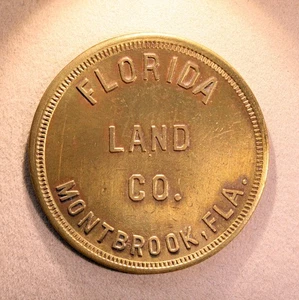 FLORIDA
LAND
CO.
MONTBROOK, FLA.